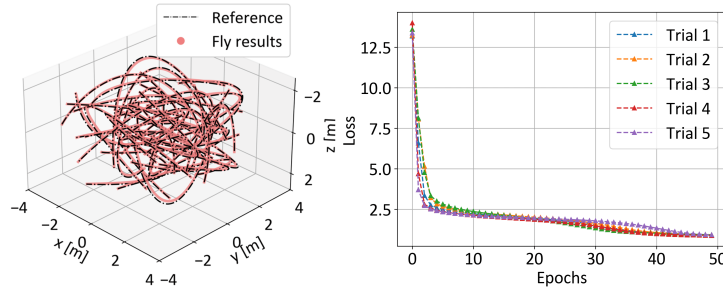 Reference
Fly results
−2
0
2
z [m]
−4
−2
0
2
4
x [m]
−4
−2
0
2
4
y [m]
12.5
10.0
7.5
5.0
2.5
Loss
0
10
20
30
40
50
Epochs
Trial 1
Trial 2
Trial 3
Trial 4
Trial 5